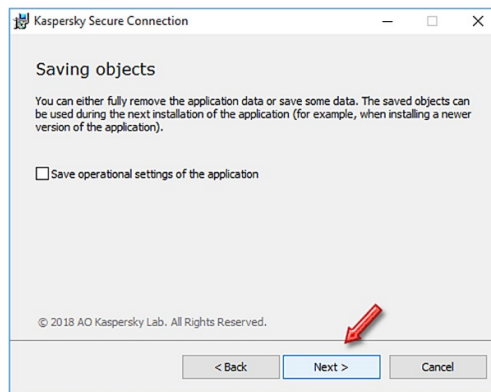 Kaspersky Secure Connection
Saving objects
You can either fully remove the application data or save some data. The saved objects can
be used during the next installation of the application (for example, when installing a newer
version of the application).
Save operational settings of the application
© 2018 AO Kaspersky Lab. All Rights Reserved.
< Back Next > Cancel